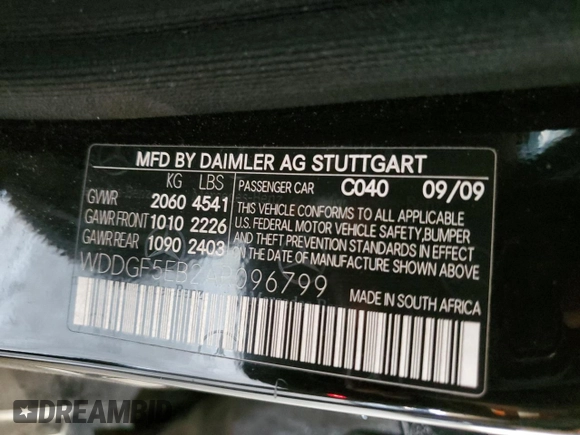 MFD BY DAIMLER AG STUTTGART
KG LBS
GVWR 2060 4541
GAWR FRONT 1010 2226
GAWR REAR 1090 2403
PASSENGER CAR C040 09/09
THIS VEHICLE CONFORMS TO ALL APPLICABLE
U.S. FEDERAL MOTOR VEHICLE SAFETY, BUMPER
AND THEFT PREVENTION STANDARDS IN EFFECT
ON THE DATE OF MANUFACTURE SHOWN ABOVE.
MADE IN SOUTH AFRICA
DREAMBID